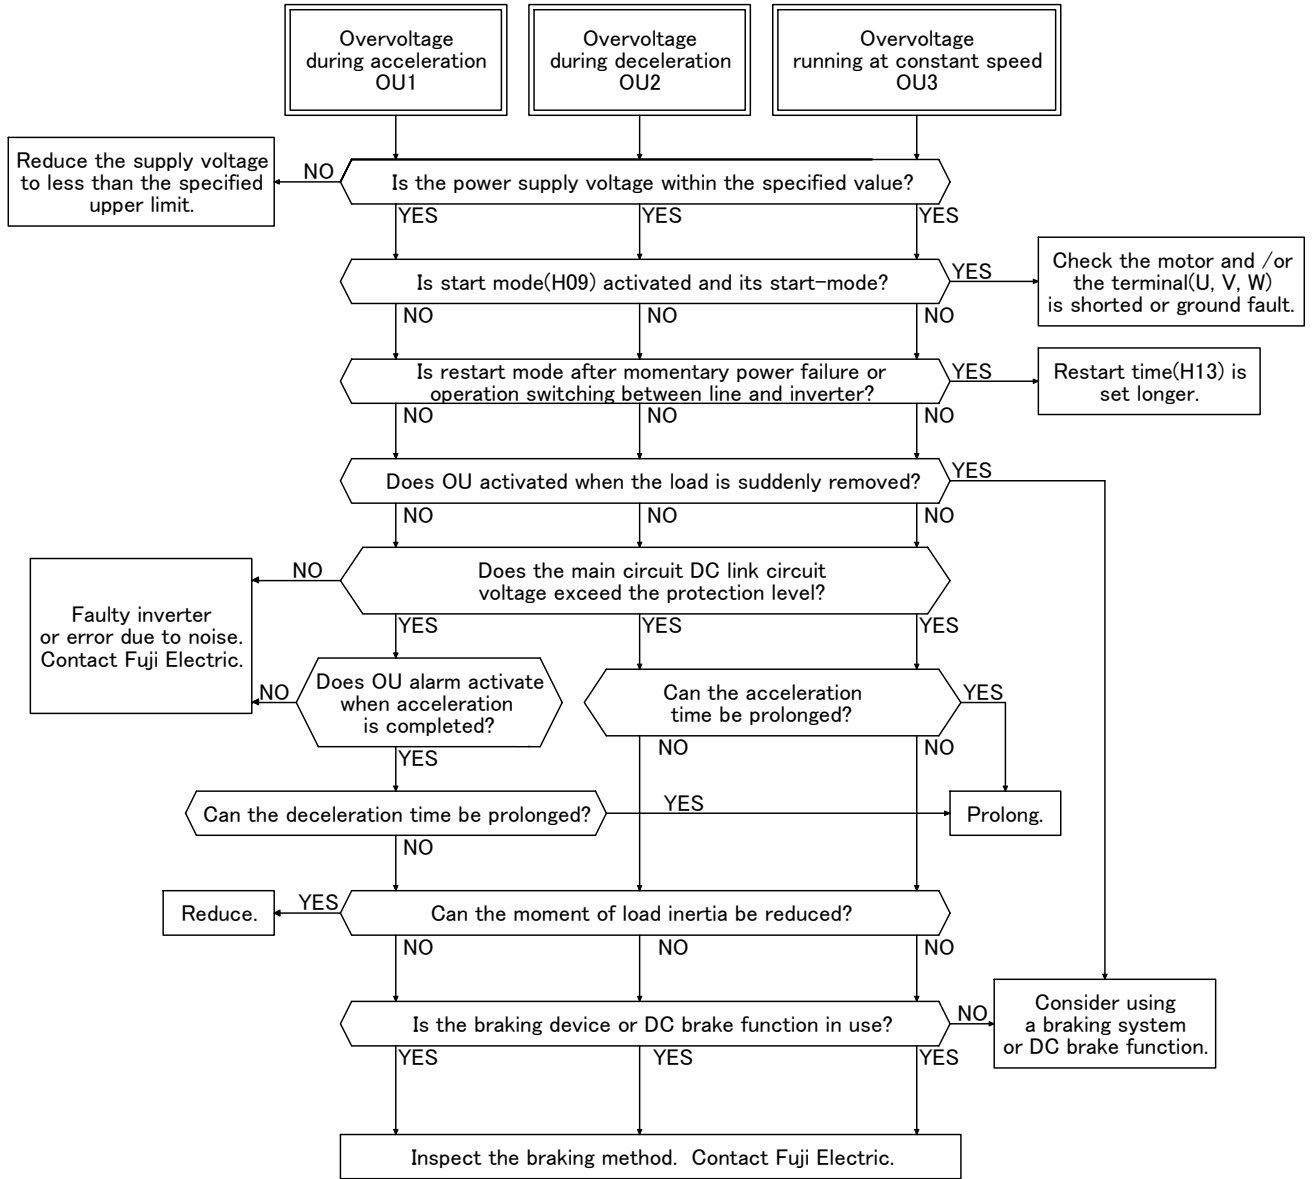 Overvoltage
during acceleration
OU1
Overvoltage
during deceleration
OU2
Overvoltage
running at constant speed
OU3
Reduce the supply voltage
to less than the specified
upper limit.
NO
Is the power supply voltage within the specified value?
YES
YES
YES
Is start mode(H09) activated and its start-mode?
YES
Check the motor and /or
the terminal(U, V, W)
is shorted or ground fault.
NO
NO
NO
Is restart mode after momentary power failure or
operation switching between line and inverter?
YES
Restart time(H13) is
set longer.
NO
NO
NO
Does OU activated when the load is suddenly removed?
YES
NO
NO
NO
Does the main circuit DC link circuit
voltage exceed the protection level?
NO
Faulty inverter
or error due to noise.
Contact Fuji Electric.
YES
YES
YES
NO
Does OU alarm activate
when acceleration
is completed?
Can the acceleration
time be prolonged?
YES
YES
NO
NO
Can the deceleration time be prolonged?
YES
Prolong.
NO
Reduce.
YES
Can the moment of load inertia be reduced?
NO
NO
NO
Is the braking device or DC brake function in use?
NO
Consider using
a braking system
or DC brake function.
YES
YES
YES
Inspect the braking method. Contact Fuji Electric.